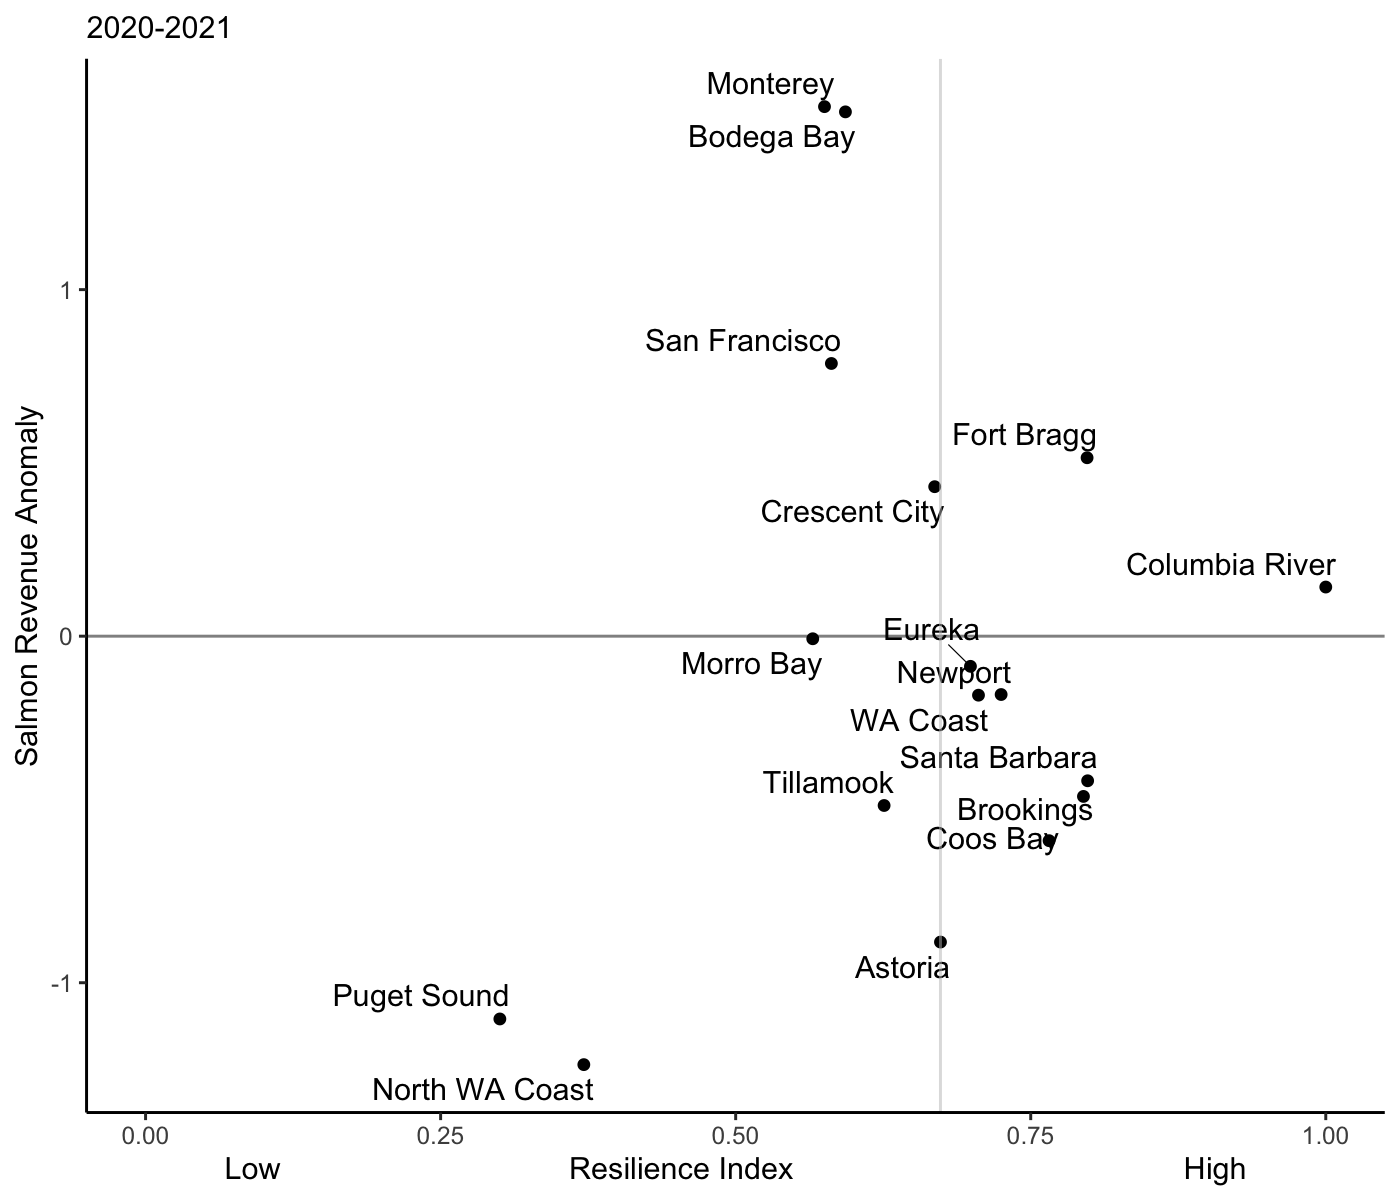 2020-2021
Monterey
Bodega Bay
1
San Francisco
Fort Bragg
Crescent City
Columbia River
Eureka
0
Morro Bay
Newport
WA Coast
Santa Barbara
Tillamook
Brookings
Coos Bay
Astoria
-1
Puget Sound
North WA Coast
Salmon Revenue Anomaly
0.00 0.25 0.50 0.75 1.00
Low Resilience Index High